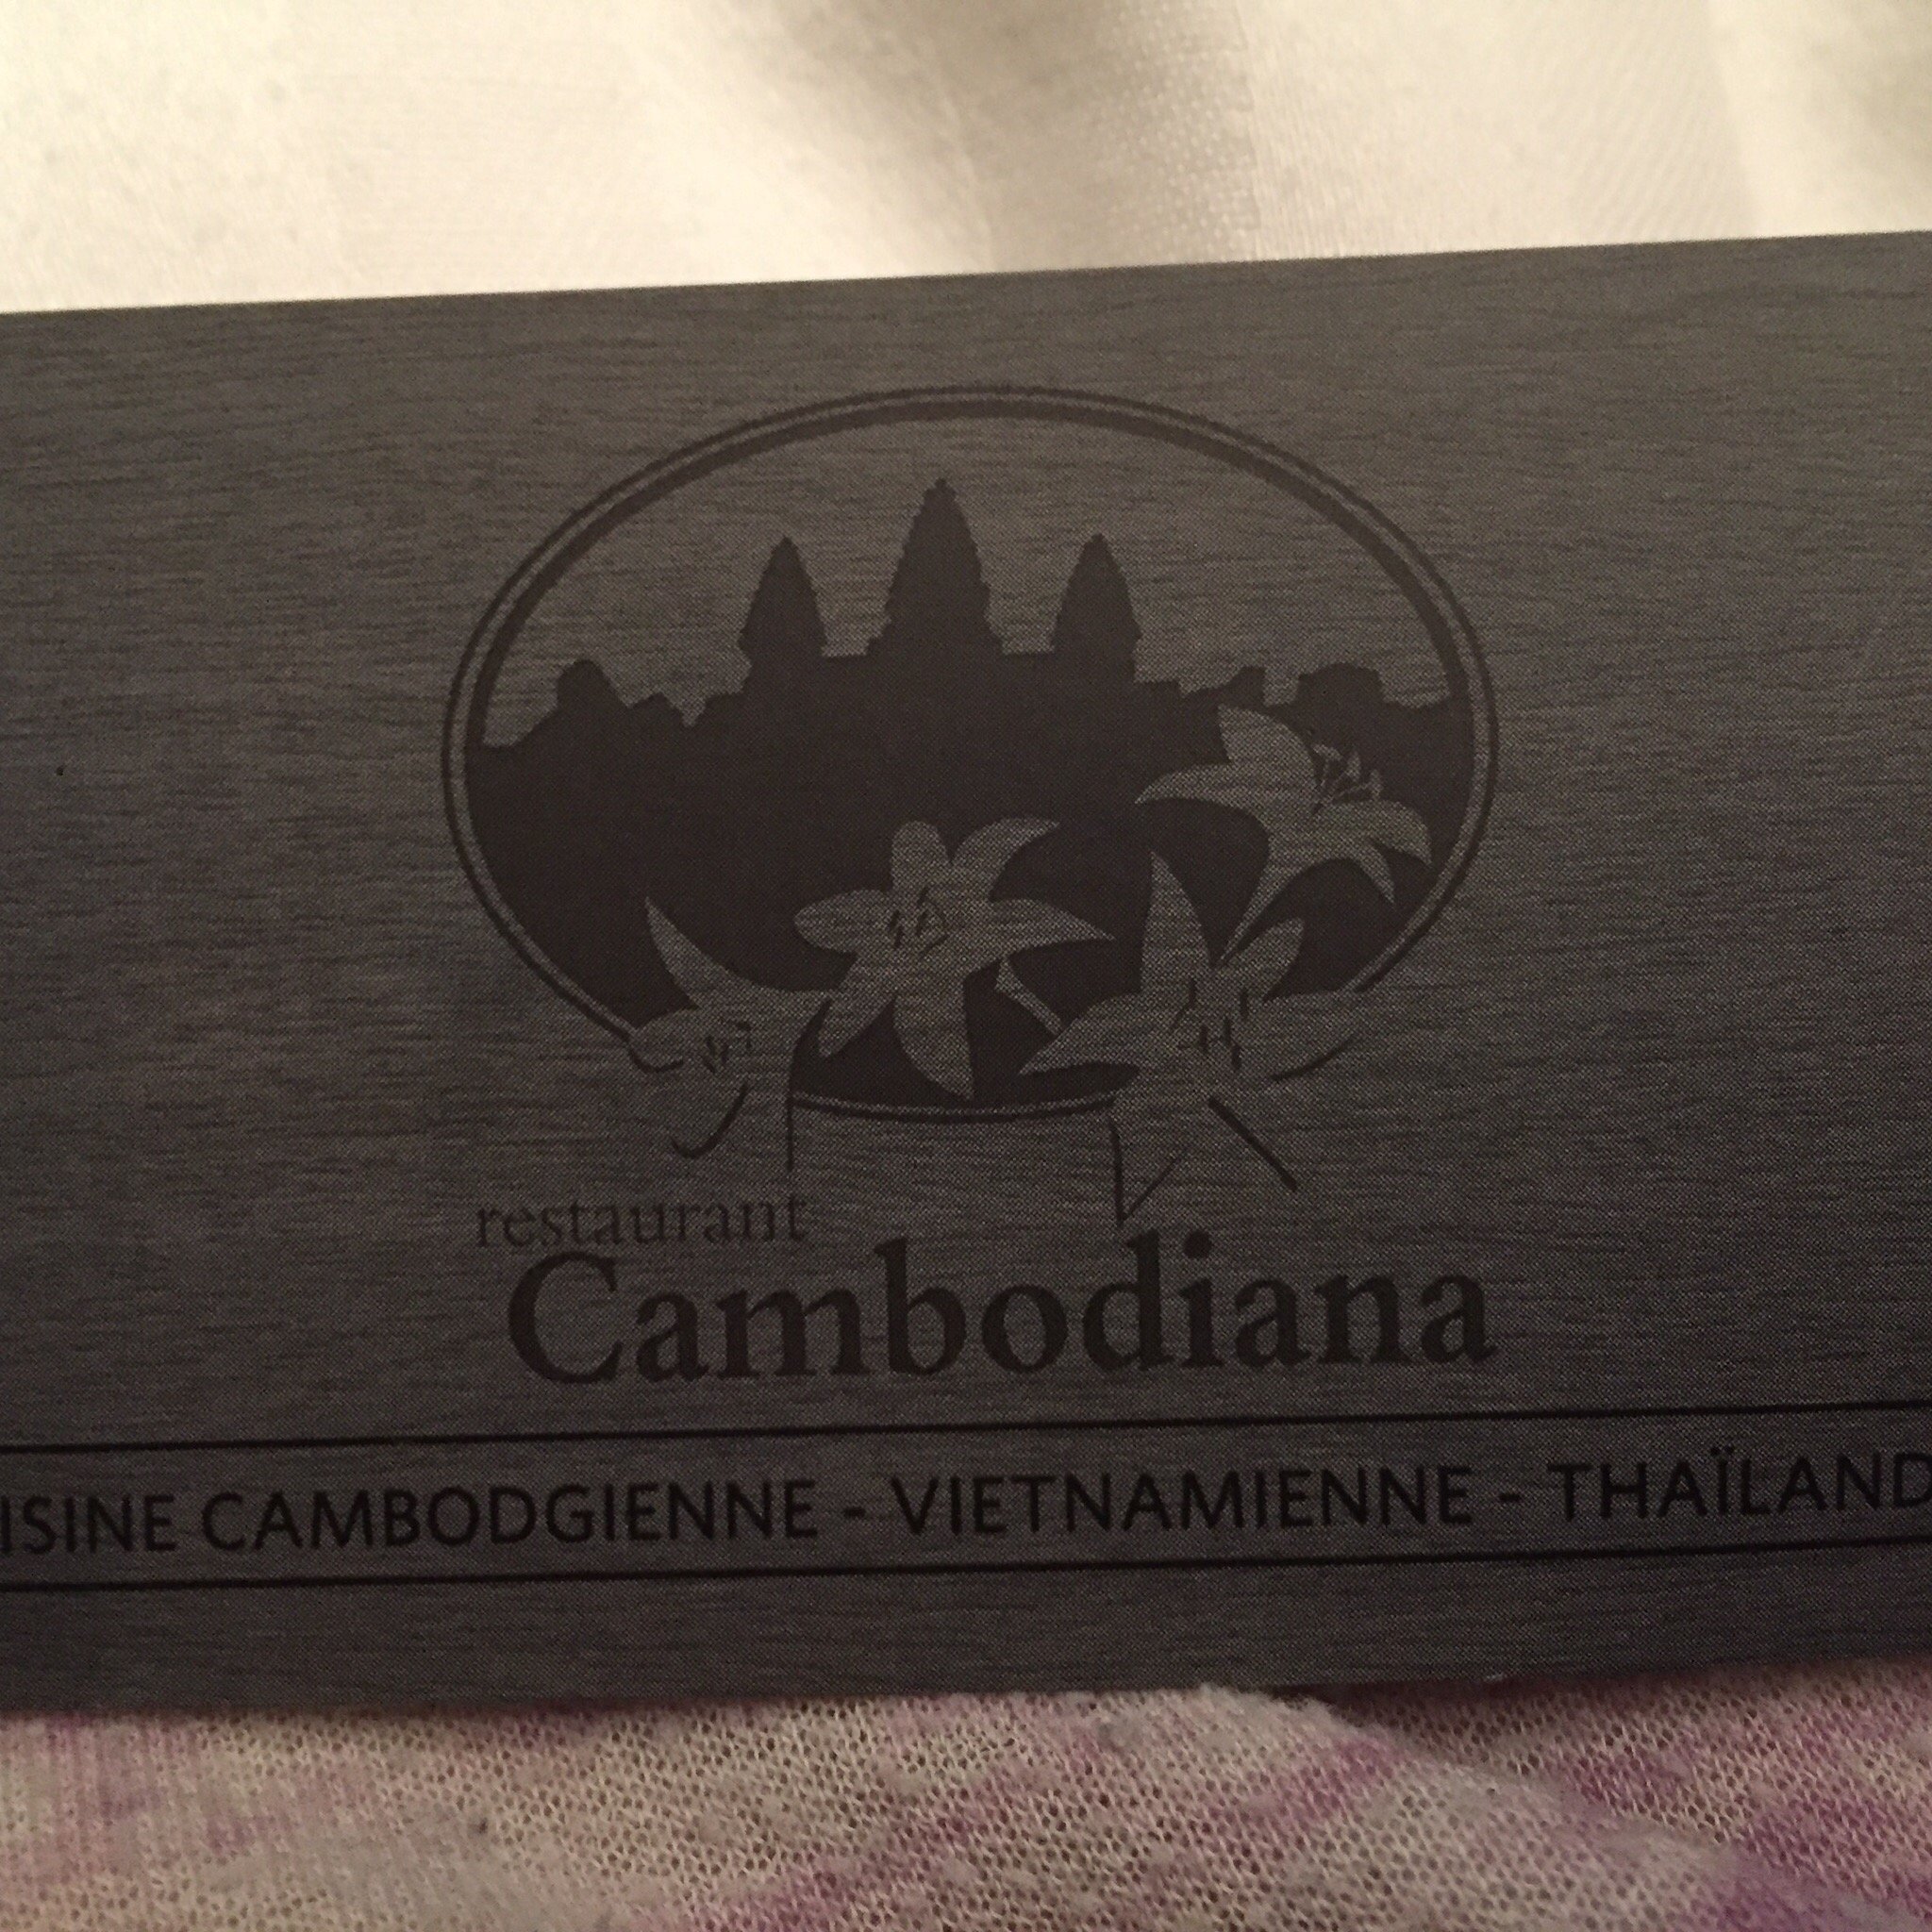 restaurant
Cambodiana
ISINE CAMBODGIENNE - VIETNAMIENNE - THAÏLAND